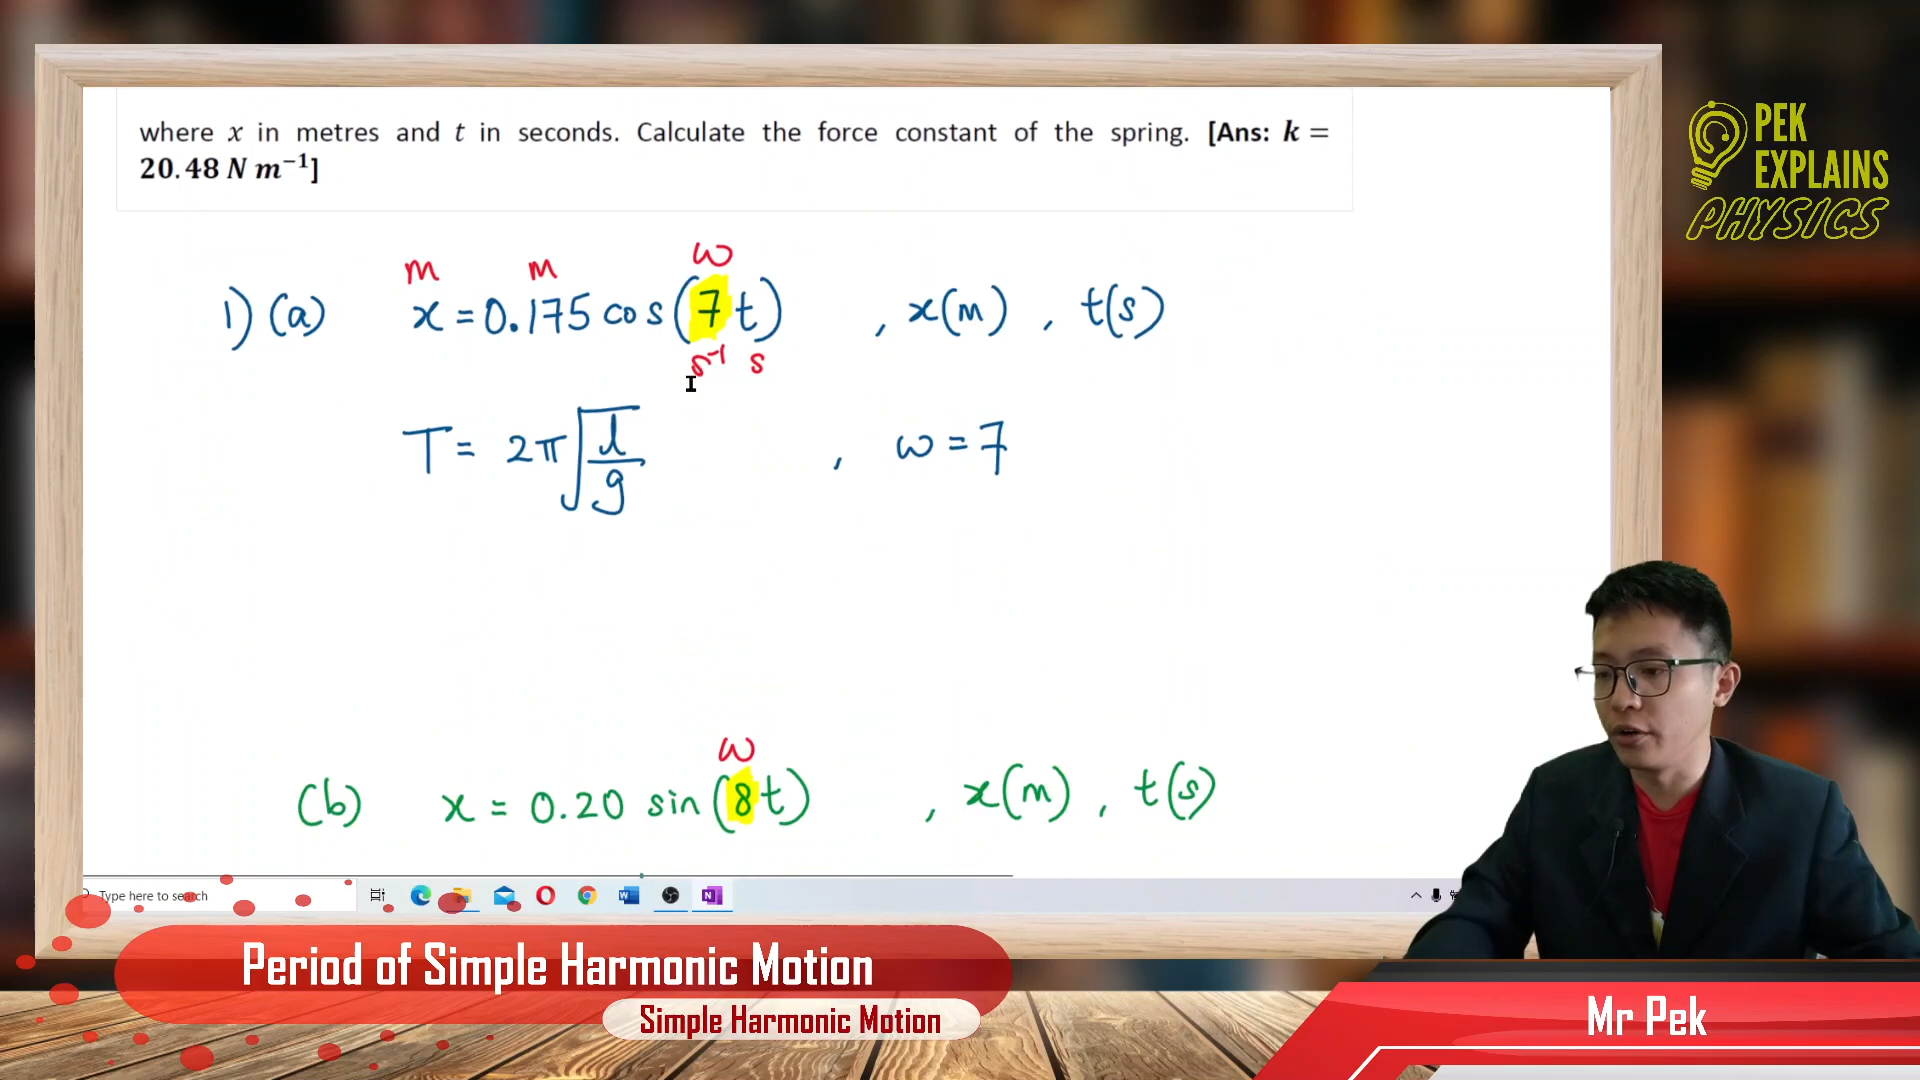 where x in metres and t in seconds. Calculate the force constant of the spring. [Ans: k =
20.48 N m⁻¹]
PEK
EXPLAINS
PHYSICS
m m ω
1) (a) x = 0.175 cos (7t) , x(m) , t(s)
s⁻¹ s
T = 2π√(l/g) , ω = 7
ω
(b) x = 0.20 sin (8t) , x(m) , t(s)
Type here to search
Period of Simple Harmonic Motion
Simple Harmonic Motion
Mr Pek